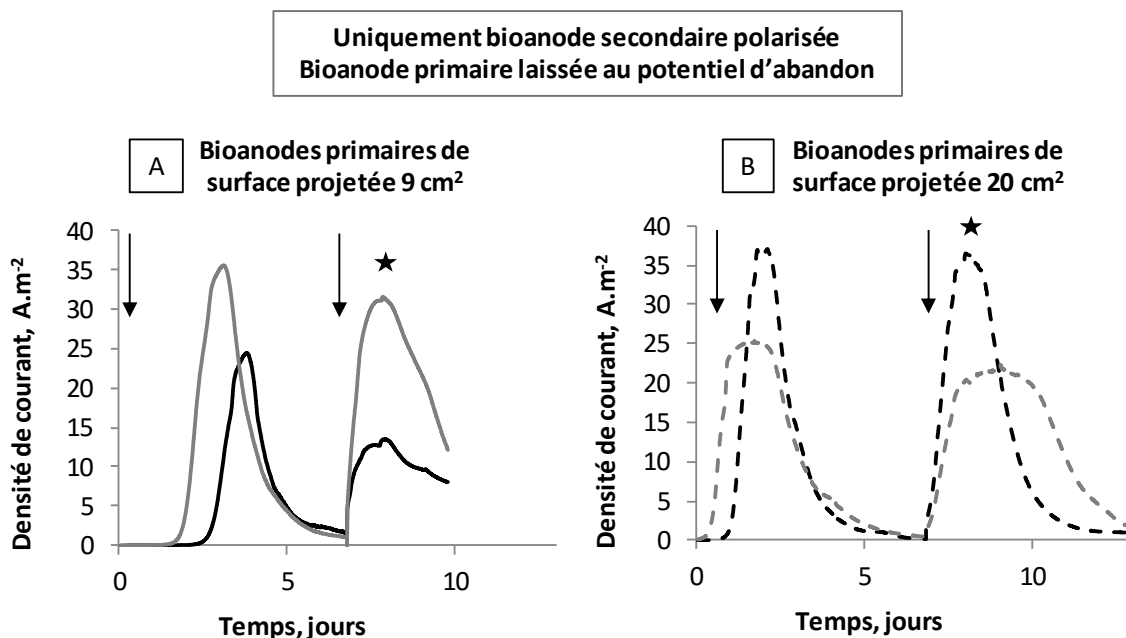 Uniquement bioanode secondaire polarisée
Bioanode primaire laissée au potentiel d'abandon
A
Bioanodes primaires de
surface projetée 9 cm²
B
Bioanodes primaires de
surface projetée 20 cm²
Densité de courant, A.m⁻²
40
35
30
25
20
15
10
5
0
0
5
10
Temps, jours
Densité de courant, A.m⁻²
40
35
30
25
20
15
10
5
0
0
5
10
Temps, jours